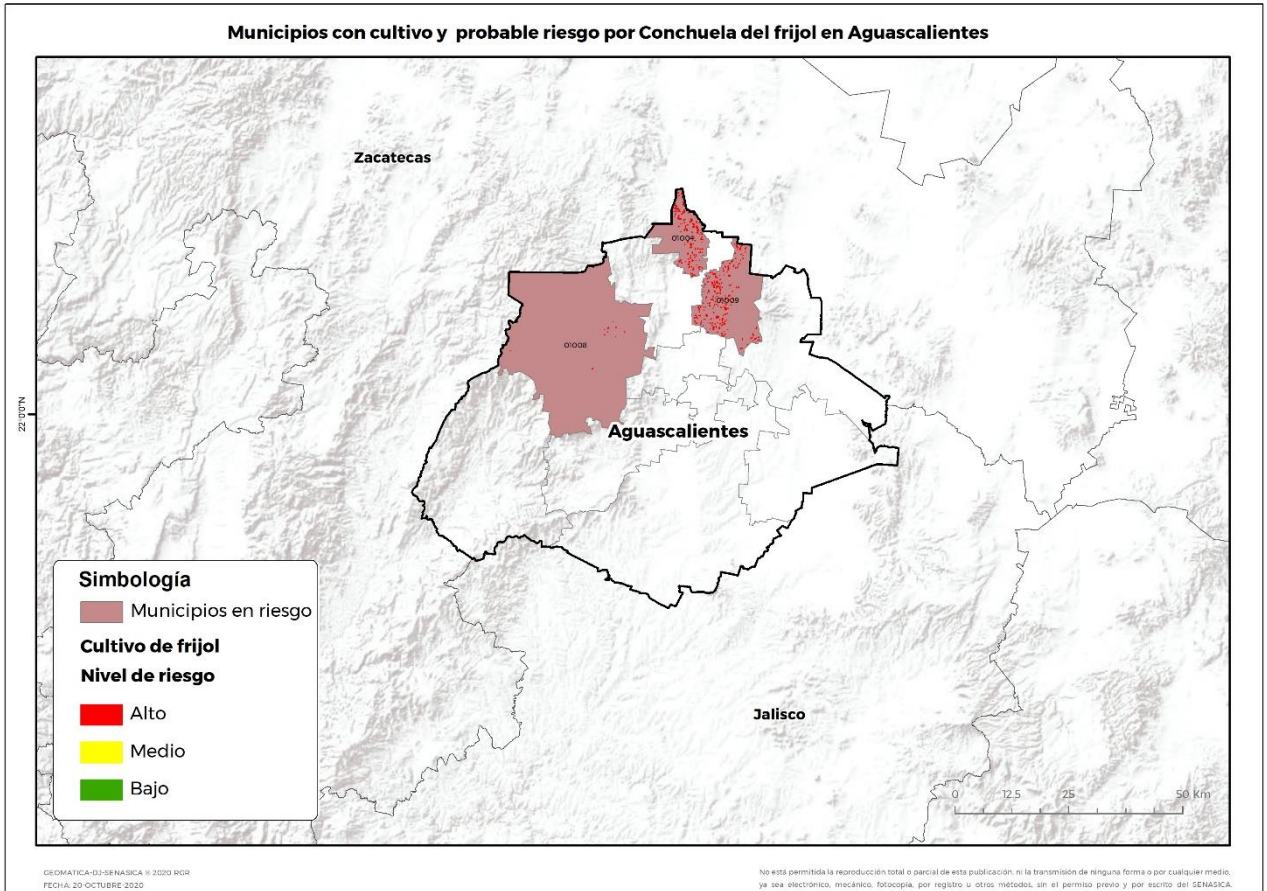 Municipios con cultivo y probable riesgo por Conchuela del frijol en Aguascalientes
Zacatecas
01007
01009
01008
22°0'0"N
Aguascalientes
Simbología
Municipios en riesgo
Cultivo de frijol
Nivel de riesgo
Alto
Medio
Bajo
Jalisco
0 12.5 25 50 Km
GEOMATICA-DJ-SENASICA © 2020 RGR
FECHA: 20-OCTUBRE-2020
No está permitida la reproducción total o parcial de esta publicación, ni la transmisión de ninguna forma o por cualquier medio,
ya sea electrónico, mecánico, fotocopia, por registro u otros métodos, sin el permiso previo y por escrito del SENASICA.